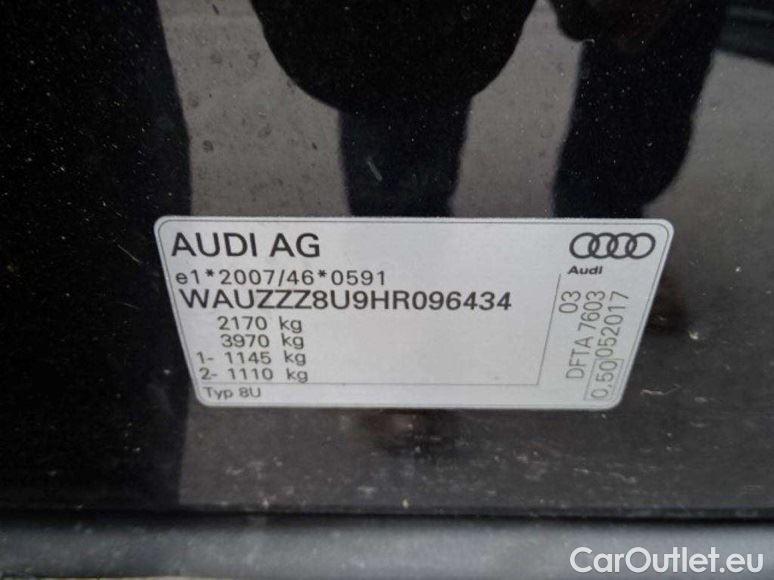 AUDI AG
Audi
e1*2007/46*0591
WAUZZZ8U9HR096434
2170 kg
3970 kg
1- 1145 kg
2- 1110 kg
Typ 8U
03
DFTA 7603
0,50 052017
CarOutlet.eu